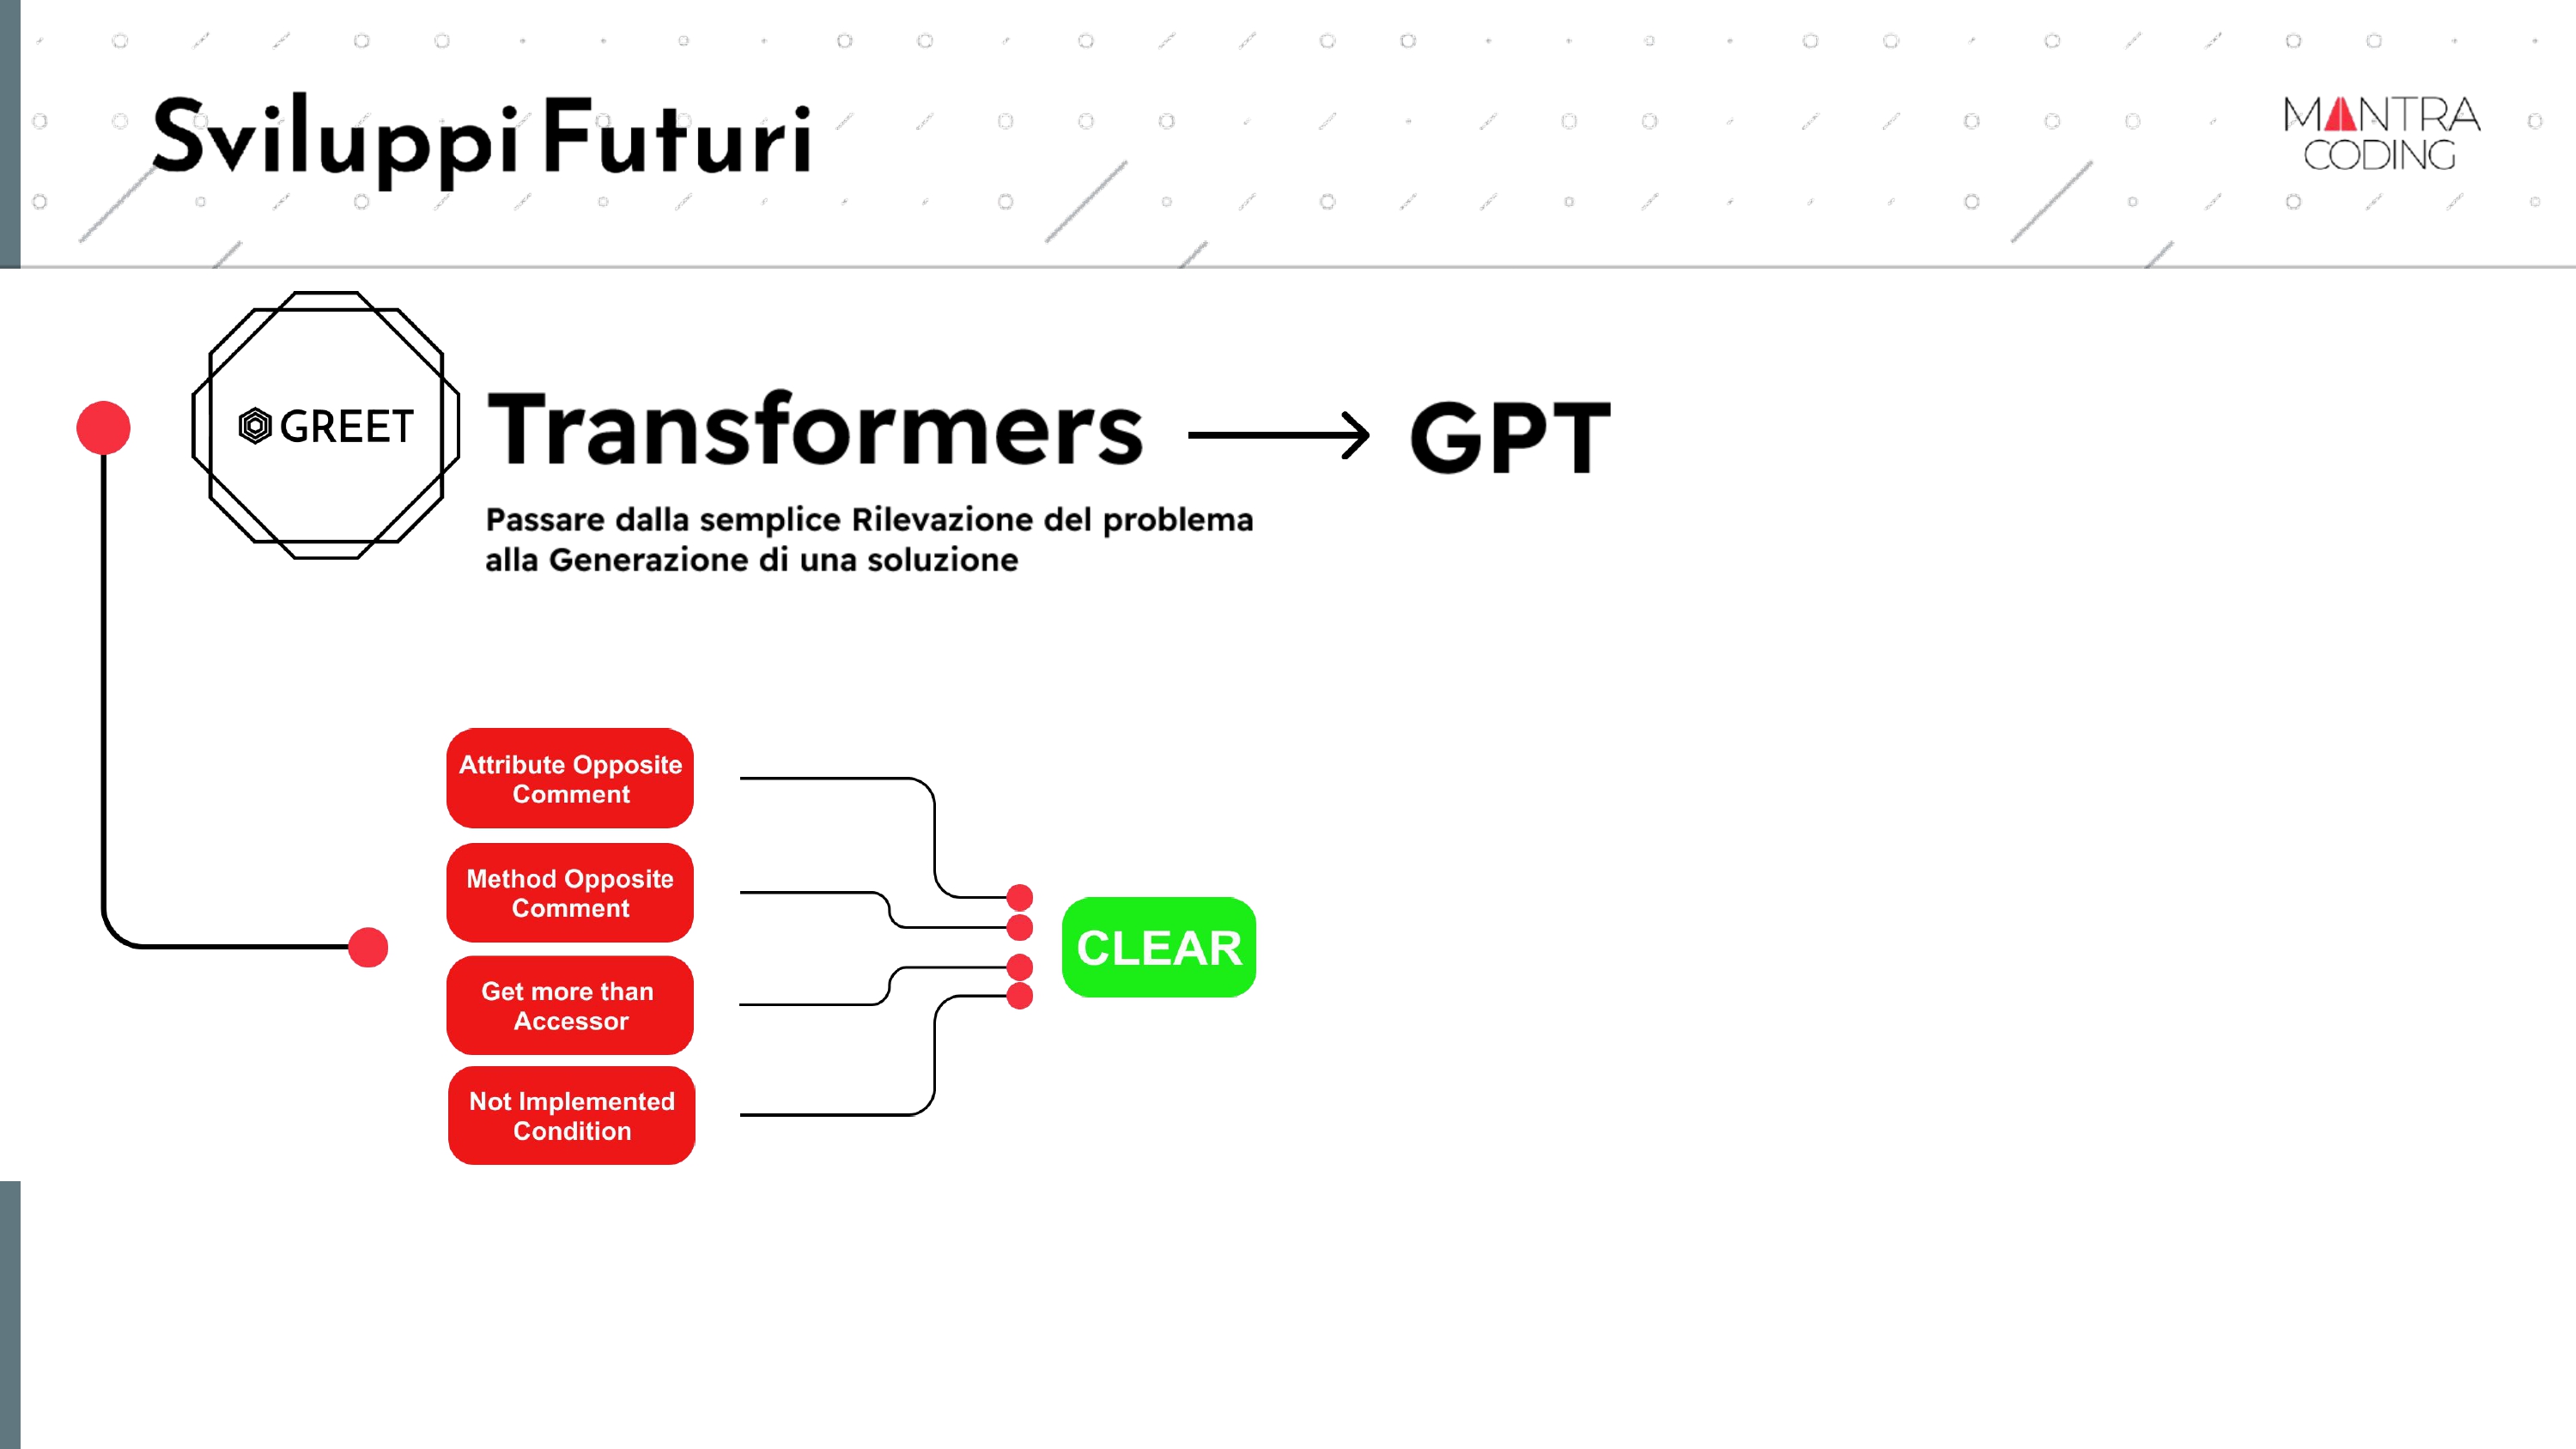 Sviluppi Futuri
MANTRA
CODING
GREET
Transformers
GPT
Passare dalla semplice Rilevazione del problema
alla Generazione di una soluzione
Attribute Opposite
Comment
Method Opposite
Comment
Get more than
Accessor
Not Implemented
Condition
CLEAR